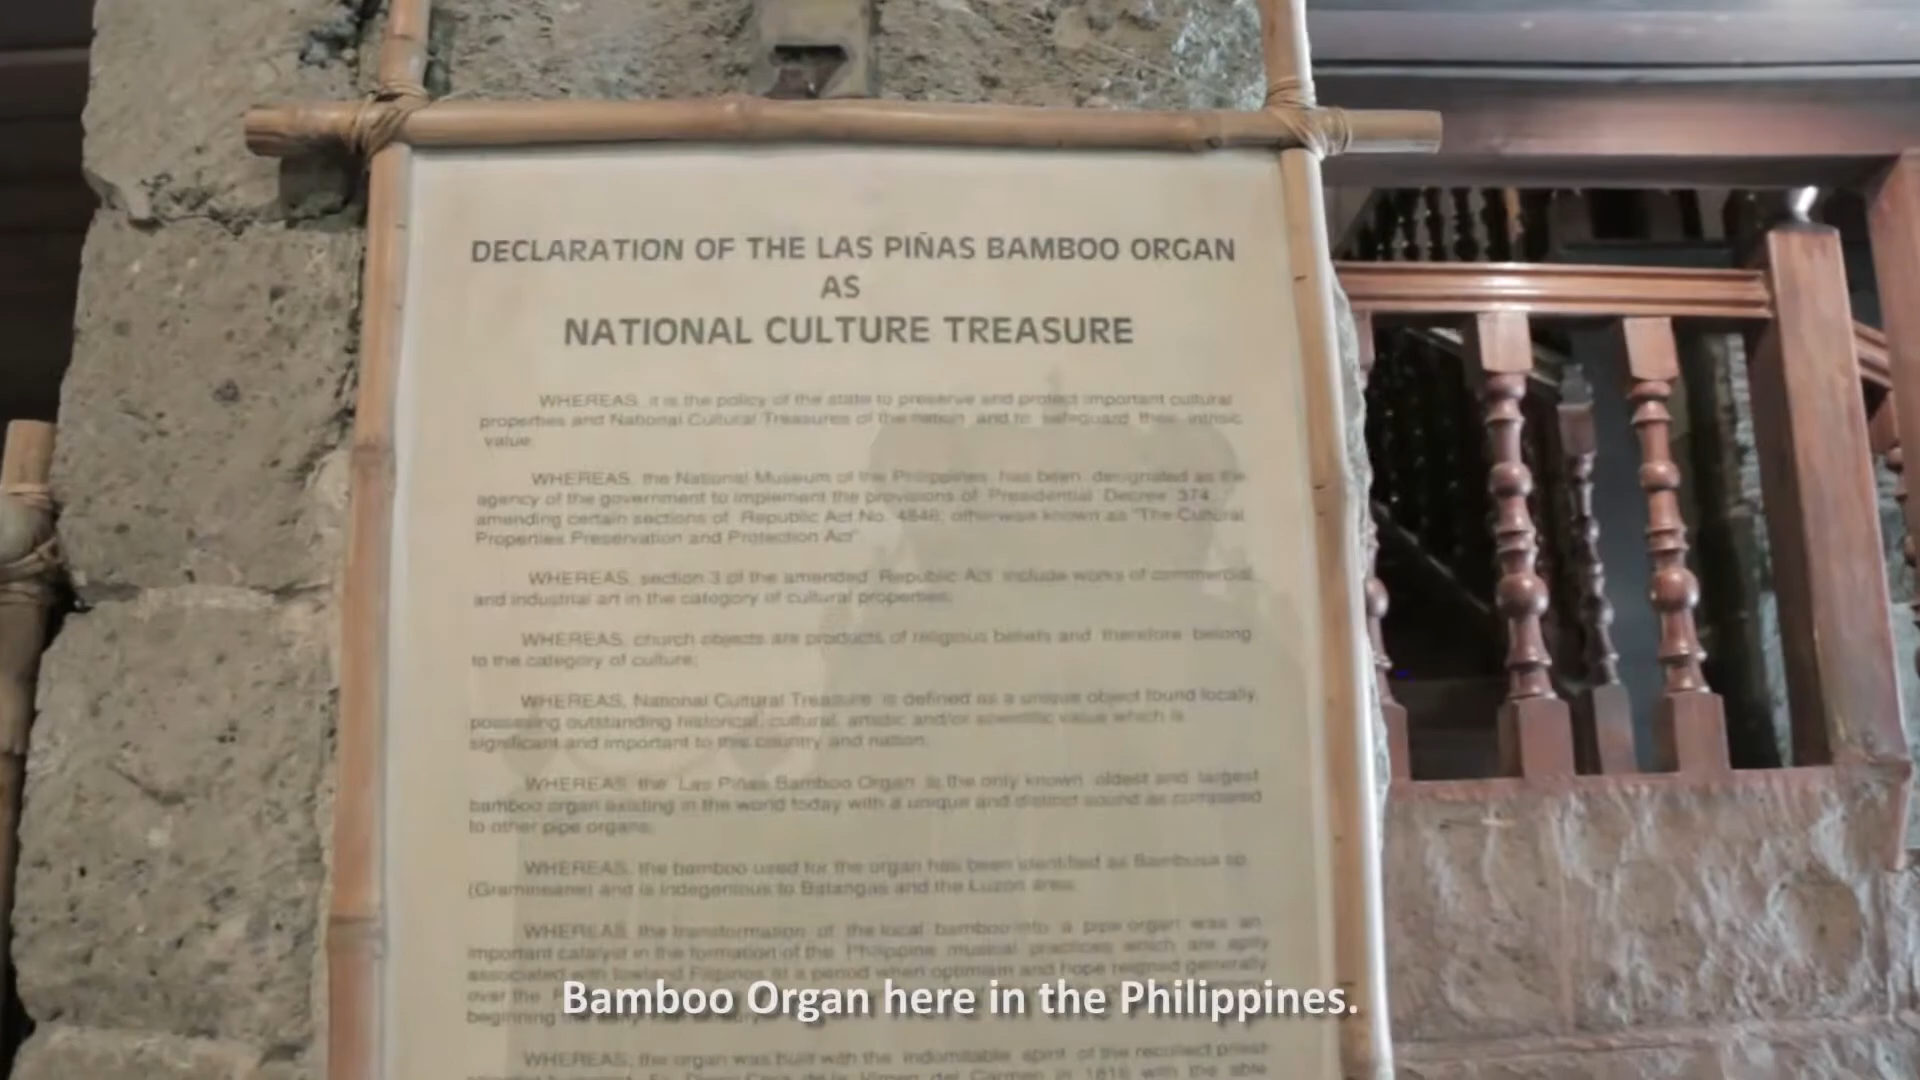 DECLARATION OF THE LAS PIÑAS BAMBOO ORGAN
AS
NATIONAL CULTURE TREASURE
WHEREAS, it is the policy of the state to preserve and protect important cultural
properties and National Cultural Treasures of the nation and to safeguard their intrisic
value.
WHEREAS, the National Museum of the Philippines has been designated as the
agency of the government to implement the provisions of Presidential Decree 374
amending certain sections of Republic Act No. 4846; otherwise known as "The Cultural
Properties Preservation and Protection Act"
WHEREAS, section 3 of the amended Republic Act include works of commercial
and industrial art in the category of cultural properties;
WHEREAS, church objects are products of religious beliefs and therefore belong
to the category of culture;
WHEREAS, National Cultural Treasure is defined as a unique object found locally,
possessing outstanding historical, cultural, artistic and/or scientific value which is
significant and important to this country and nation;
WHEREAS the Las Piñas Bamboo Organ is the only known oldest and largest
bamboo organ existing in the world today with a unique and distinct sound as compared
to other pipe organs;
WHEREAS, the bamboo used for the organ has been identified as Bambusa sp.
(Gramineane) and is indegenious to Batangas and the Luzon area;
WHEREAS the transformation of the local bamboo into a pipe organ was an
important catalyst in the formation of the Philippine musical practices which are aptly
associated with lowland Filipinos at a period when optimism and hope reigned generally
over the
beginning
Bamboo Organ here in the Philippines.
WHEREAS, the organ was built with the indomitable spirit of the recollect priest
del Carmen in 1816 with the able